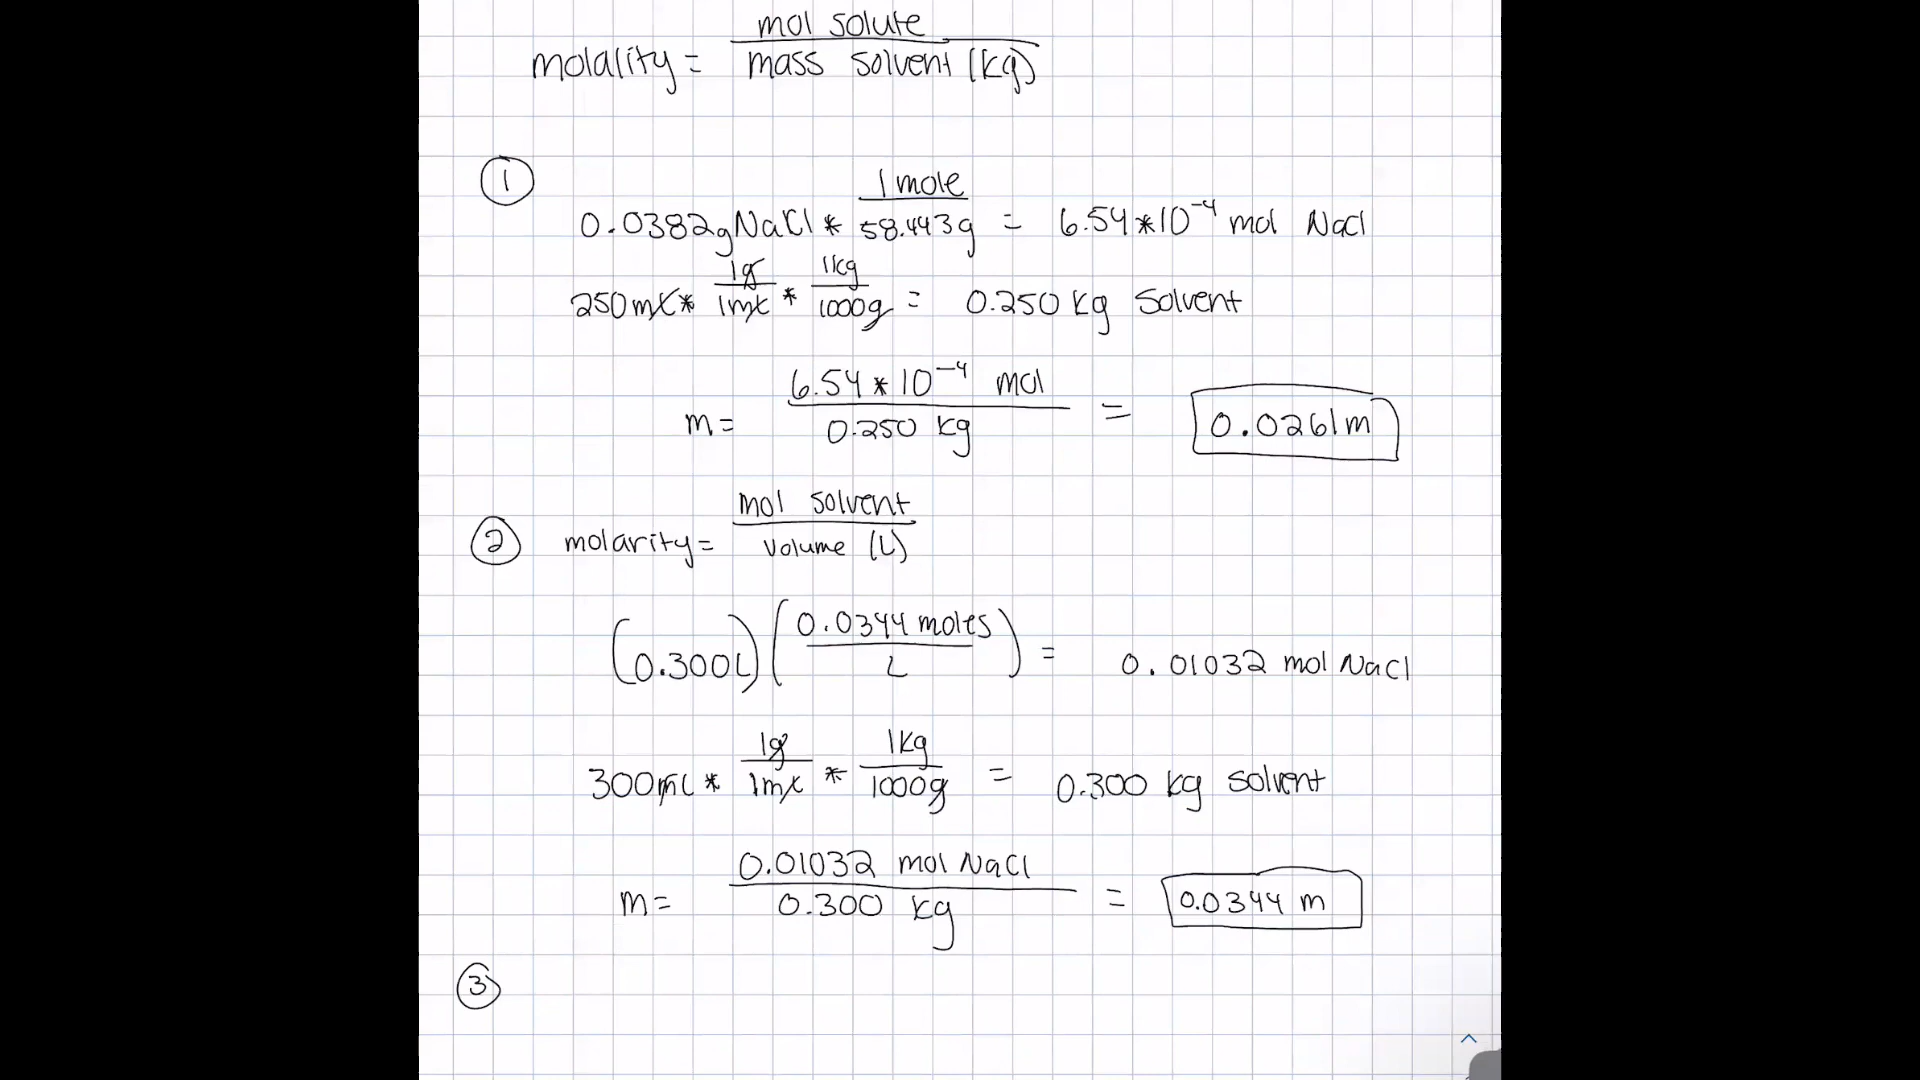 mol solute
molality = mass solvent (kg)
1
1 mole
0.0382g NaCl * 58.443g = 6.54*10^-4 mol NaCl
1g 1kg
250mL * 1mL * 1000g = 0.250 kg Solvent
6.54 * 10^-4 mol
m = 0.250 kg = 0.0261m
mol solvent
2 molarity = Volume (L)
(0.300L) (0.0344 moles / L) = 0.01032 mol NaCl
1g 1kg
300mL * 1mL * 1000g = 0.300 kg solvent
0.01032 mol NaCl
m = 0.300 kg = 0.0344 m
3